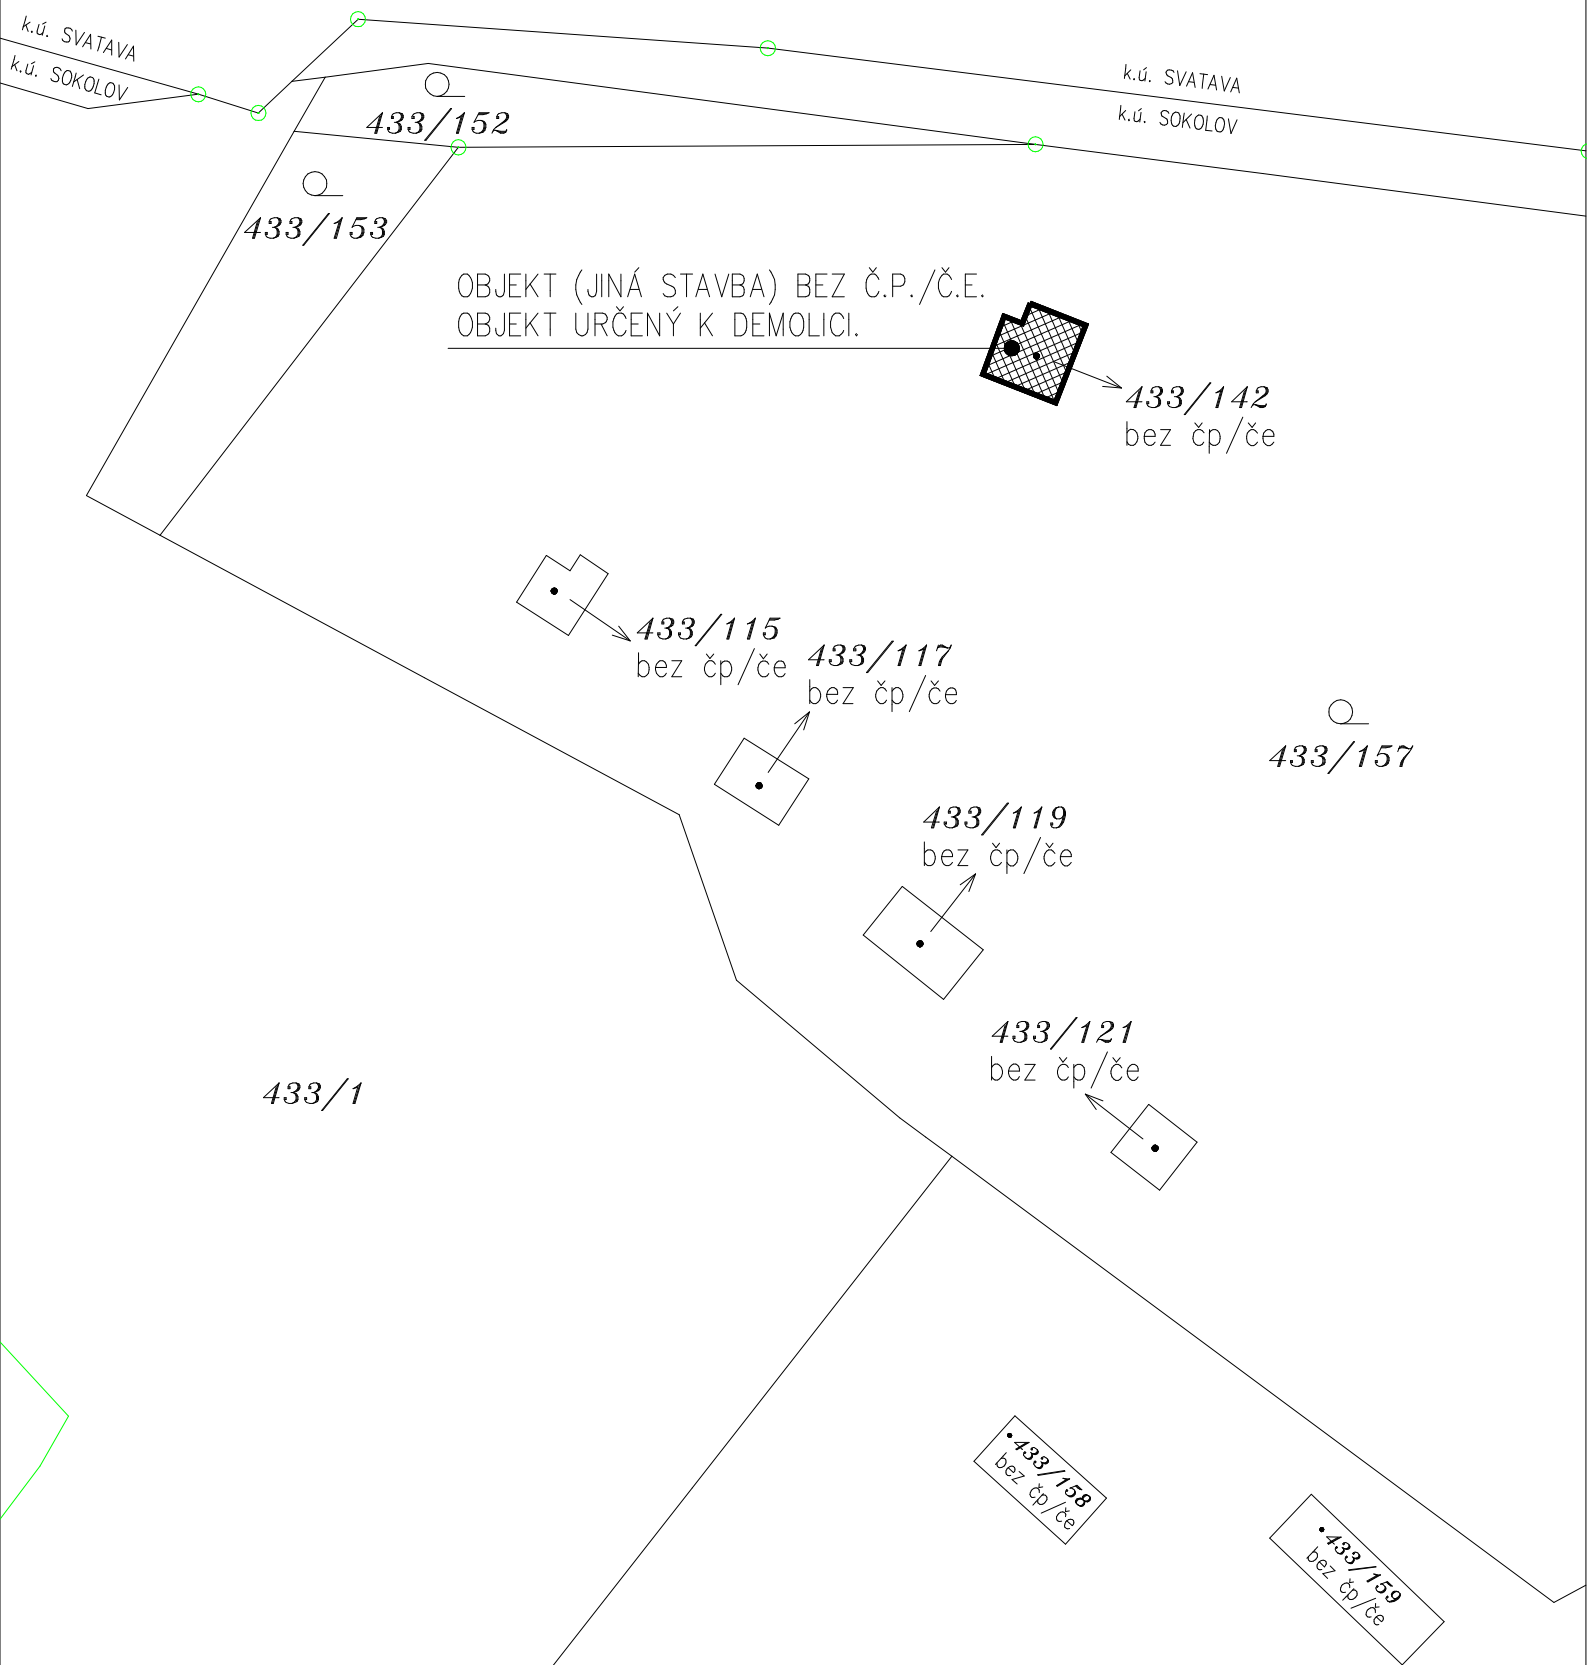 k.ú. SVATAVA
k.ú. SOKOLOV
k.ú. SVATAVA
k.ú. SOKOLOV
433/152
433/153
OBJEKT (JINÁ STAVBA) BEZ Č.P./Č.E.
OBJEKT URČENÝ K DEMOLICI.
433/142
bez čp/če
433/115
bez čp/če
433/117
bez čp/če
433/157
433/119
bez čp/če
433/121
bez čp/če
433/1
433/158
bez čp/če
433/159
bez čp/če